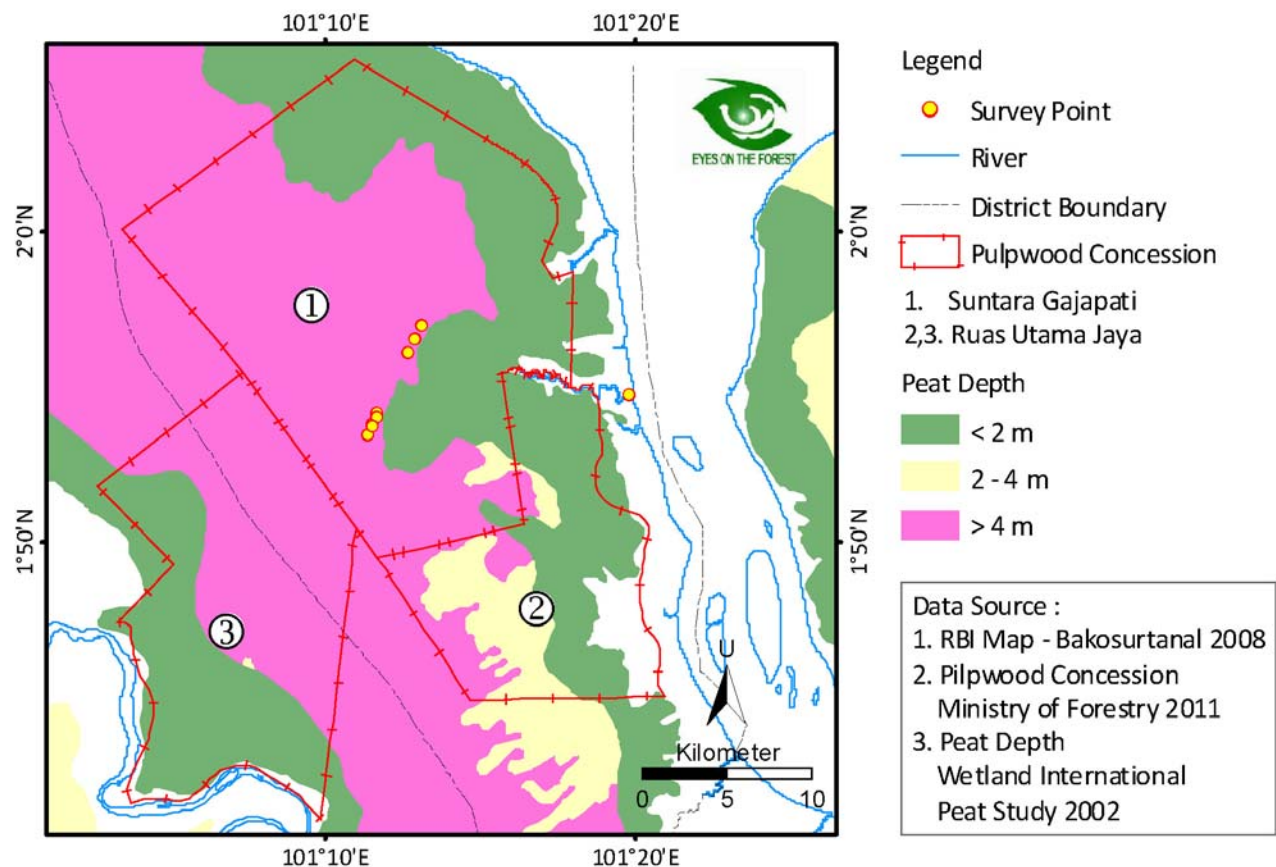 101°10'E
101°20'E
2°0'N
1°50'N
2°0'N
1°50'N
101°10'E
101°20'E
EYES ON THE FOREST
1
2
3
U
Kilometer
0 5 10
Legend
Survey Point
River
District Boundary
Pulpwood Concession
1. Suntara Gajapati
2,3. Ruas Utama Jaya
Peat Depth
< 2 m
2 - 4 m
> 4 m
Data Source :
1. RBI Map - Bakosurtanal 2008
2. Pilpwood Concession
Ministry of Forestry 2011
3. Peat Depth
Wetland International
Peat Study 2002